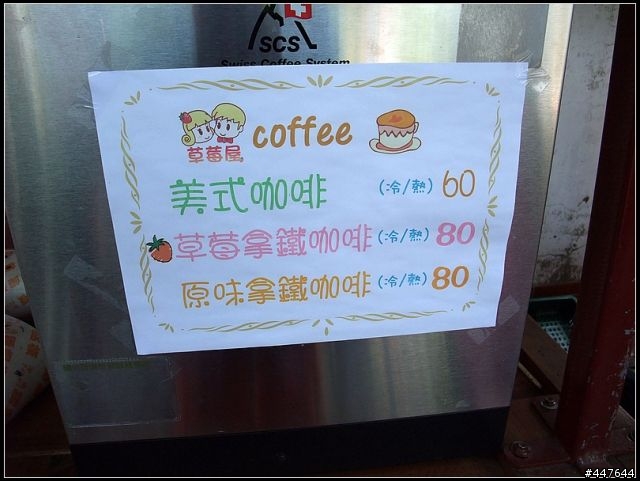 SCS
Swiss Coffee System
草莓屋 coffee
美式咖啡 (冷/熱) 60
草莓拿鐵咖啡 (冷/熱) 80
原味拿鐵咖啡 (冷/熱) 80
#447644